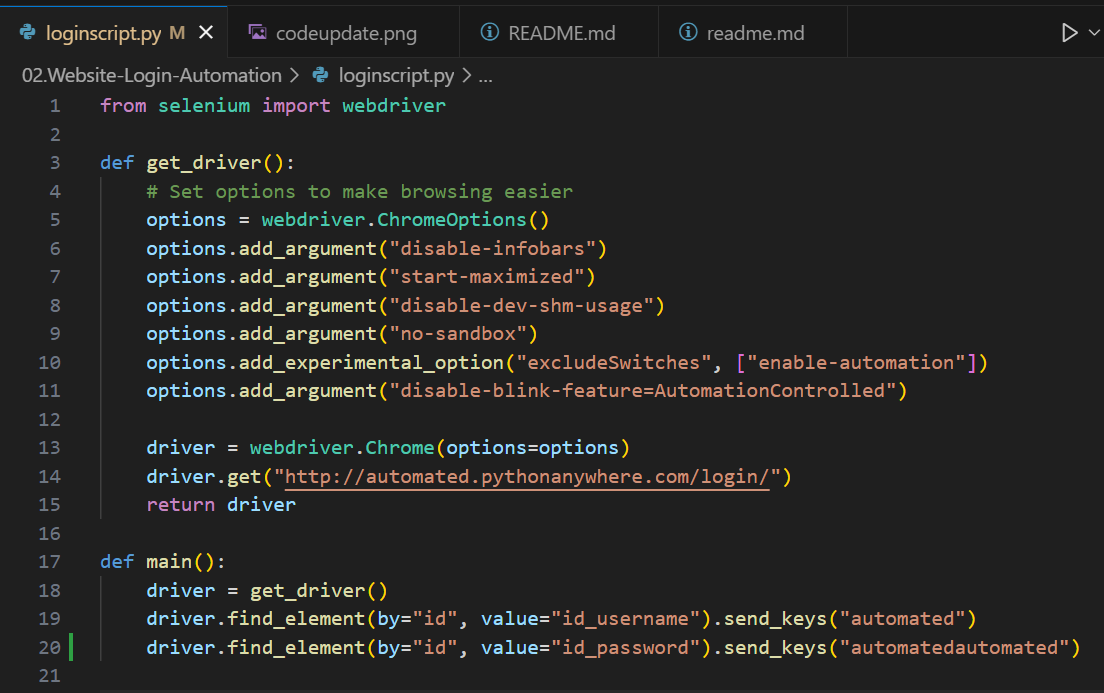 loginscript.py M
codeupdate.png
README.md
readme.md
02.Website-Login-Automation > loginscript.py > ...
1 from selenium import webdriver
2
3 def get_driver():
4     # Set options to make browsing easier
5     options = webdriver.ChromeOptions()
6     options.add_argument("disable-infobars")
7     options.add_argument("start-maximized")
8     options.add_argument("disable-dev-shm-usage")
9     options.add_argument("no-sandbox")
10     options.add_experimental_option("excludeSwitches", ["enable-automation"])
11     options.add_argument("disable-blink-feature=AutomationControlled")
12
13     driver = webdriver.Chrome(options=options)
14     driver.get("http://automated.pythonanywhere.com/login/")
15     return driver
16
17 def main():
18     driver = get_driver()
19     driver.find_element(by="id", value="id_username").send_keys("automated")
20     driver.find_element(by="id", value="id_password").send_keys("automatedautomated")
21